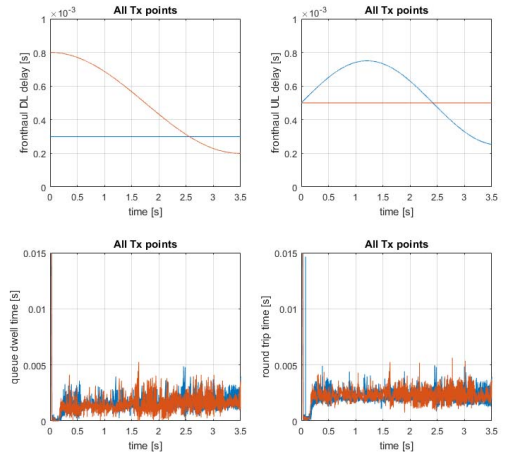 All Tx points
× 10⁻³
1
0.8
0.6
0.4
0.2
0
fronthaul DL delay [s]
0 0.5 1 1.5 2 2.5 3 3.5
time [s]
All Tx points
× 10⁻³
1
0.8
0.6
0.4
0.2
0
fronthaul UL delay [s]
0 0.5 1 1.5 2 2.5 3 3.5
time [s]
All Tx points
0.015
0.01
0.005
0
queue dwell time [s]
0 0.5 1 1.5 2 2.5 3 3.5
time [s]
All Tx points
0.015
0.01
0.005
0
round trip time [s]
0 0.5 1 1.5 2 2.5 3 3.5
time [s]